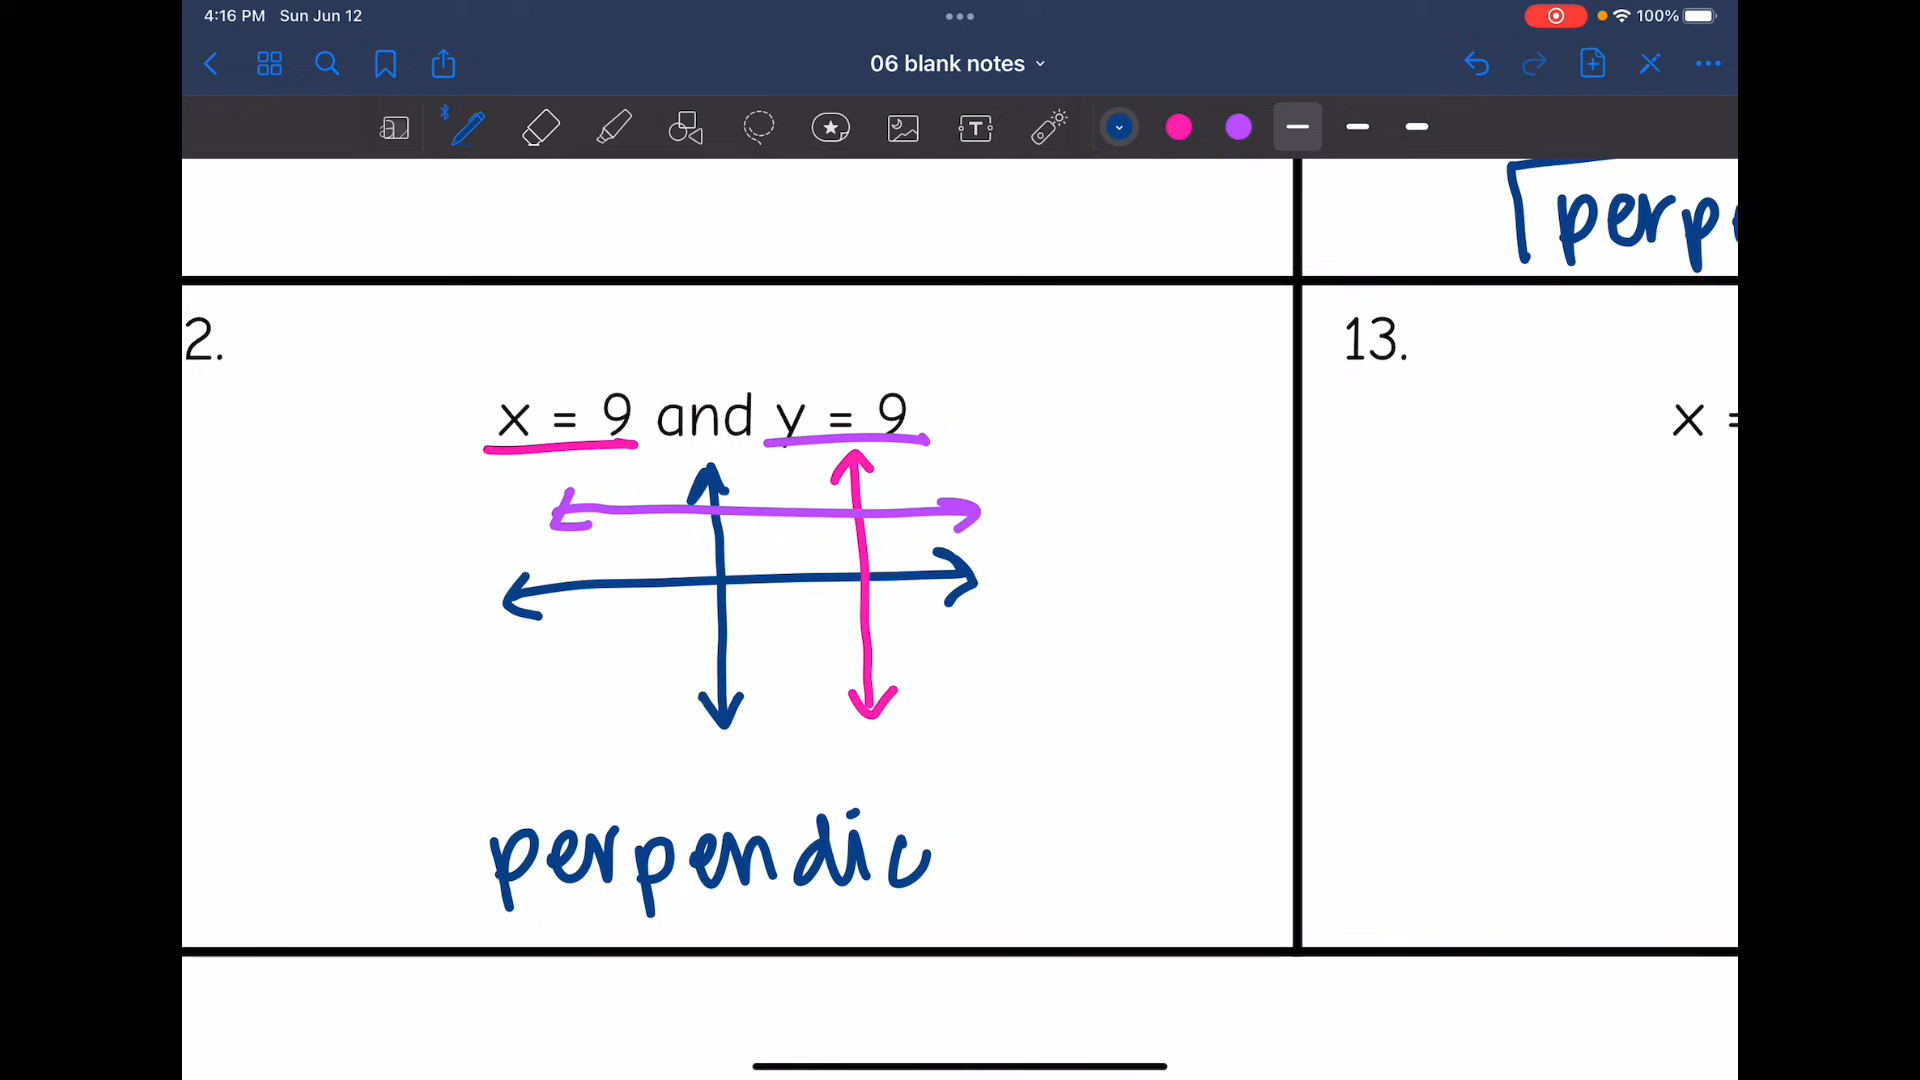 4:16 PM Sun Jun 12
100%
06 blank notes
T
perp
2.
13.
x = 9 and y = 9
x =
perpendic